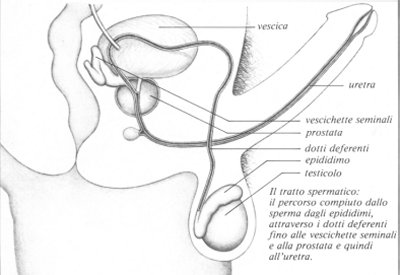 vescica
uretra
vescichette seminali
prostata
dotti deferenti
epididimo
testicolo
Il tratto spermatico:
il percorso compiuto dallo
sperma dagli epididimi,
attraverso i dotti deferenti
fino alle vescichette seminali
e alla prostata e quindi
all'uretra.